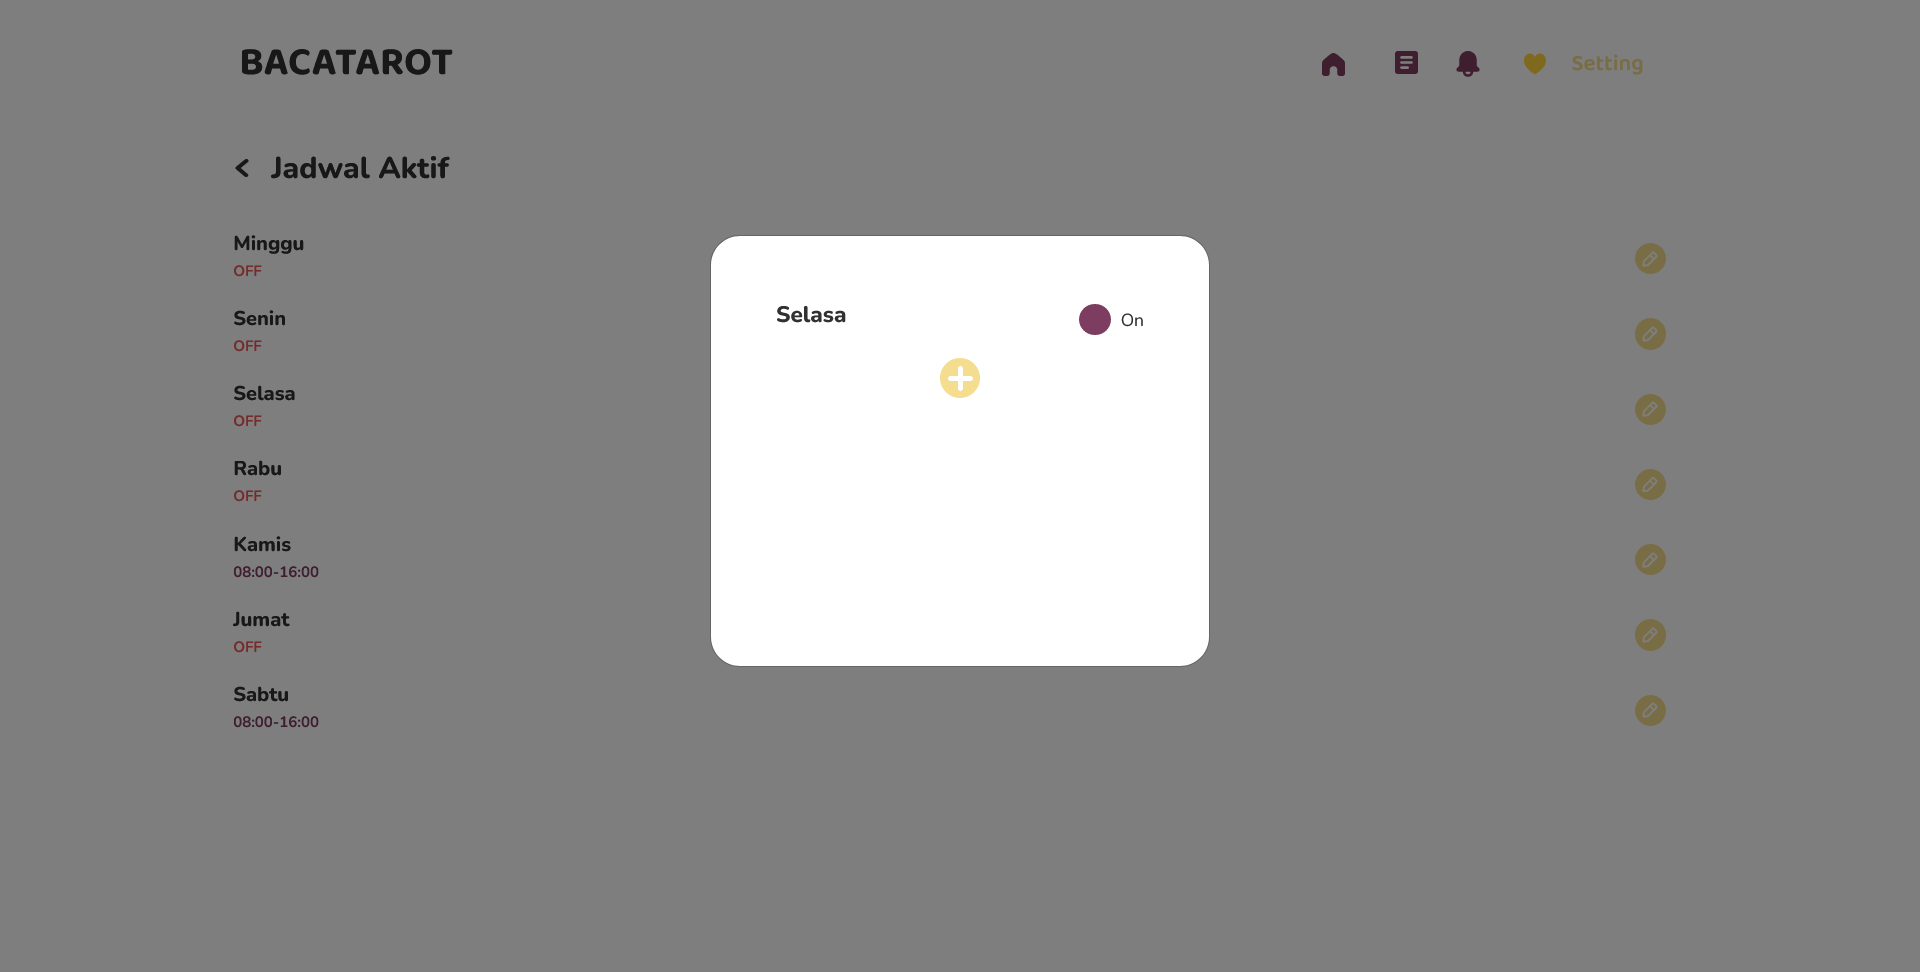 BACATAROT
Setting
Jadwal Aktif
Minggu
OFF
Senin
OFF
Selasa
OFF
Rabu
OFF
Kamis
08:00-16:00
Jumat
OFF
Sabtu
08:00-16:00
Selasa
On